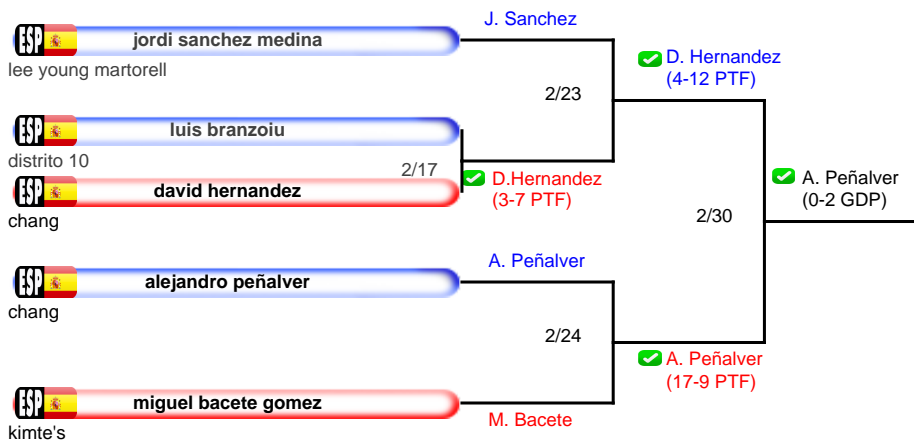 J. Sanchez
ESP jordi sanchez medina
lee young martorell
D. Hernandez
(4-12 PTF)
2/23
ESP luis branzoiu
distrito 10
2/17
D.Hernandez
(3-7 PTF)
ESP david hernandez
chang
A. Peñalver
(0-2 GDP)
2/30
A. Peñalver
ESP alejandro peñalver
chang
2/24
A. Peñalver
(17-9 PTF)
ESP miguel bacete gomez
M. Bacete
kimte's